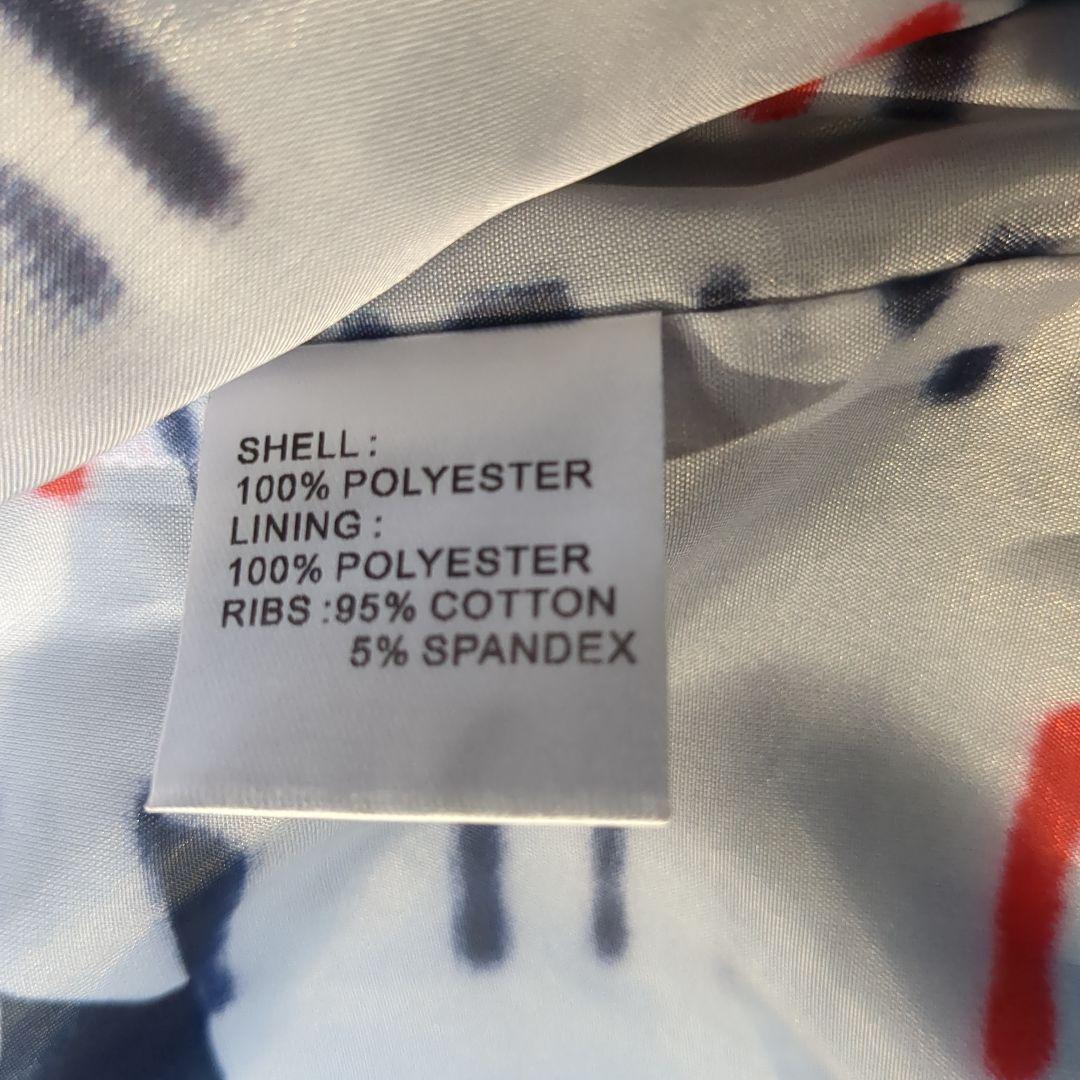 SHELL :
100% POLYESTER
LINING :
100% POLYESTER
RIBS :95% COTTON
5% SPANDEX